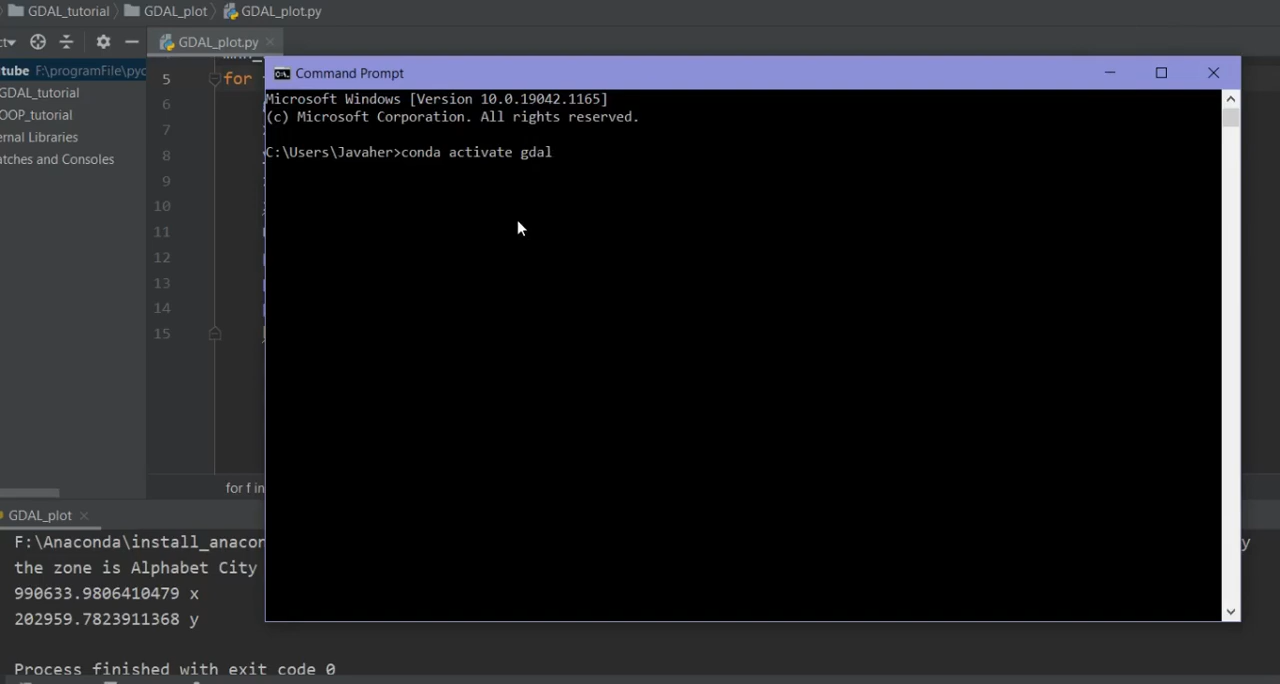 GDAL_tutorial GDAL_plot GDAL_plot.py
GDAL_plot.py
tube F:\programFile\pyc
GDAL_tutorial
OOP_tutorial
ernal Libraries
atches and Consoles
5 for
6
7
8
9
10
11
12
13
14
15
Command Prompt
Microsoft Windows [Version 10.0.19042.1165]
(c) Microsoft Corporation. All rights reserved.
C:\Users\Javaher>conda activate gdal
for f in
GDAL_plot
F:\Anaconda\install_anacon
the zone is Alphabet City
990633.9806410479 x
202959.7823911368 y
Process finished with exit code 0